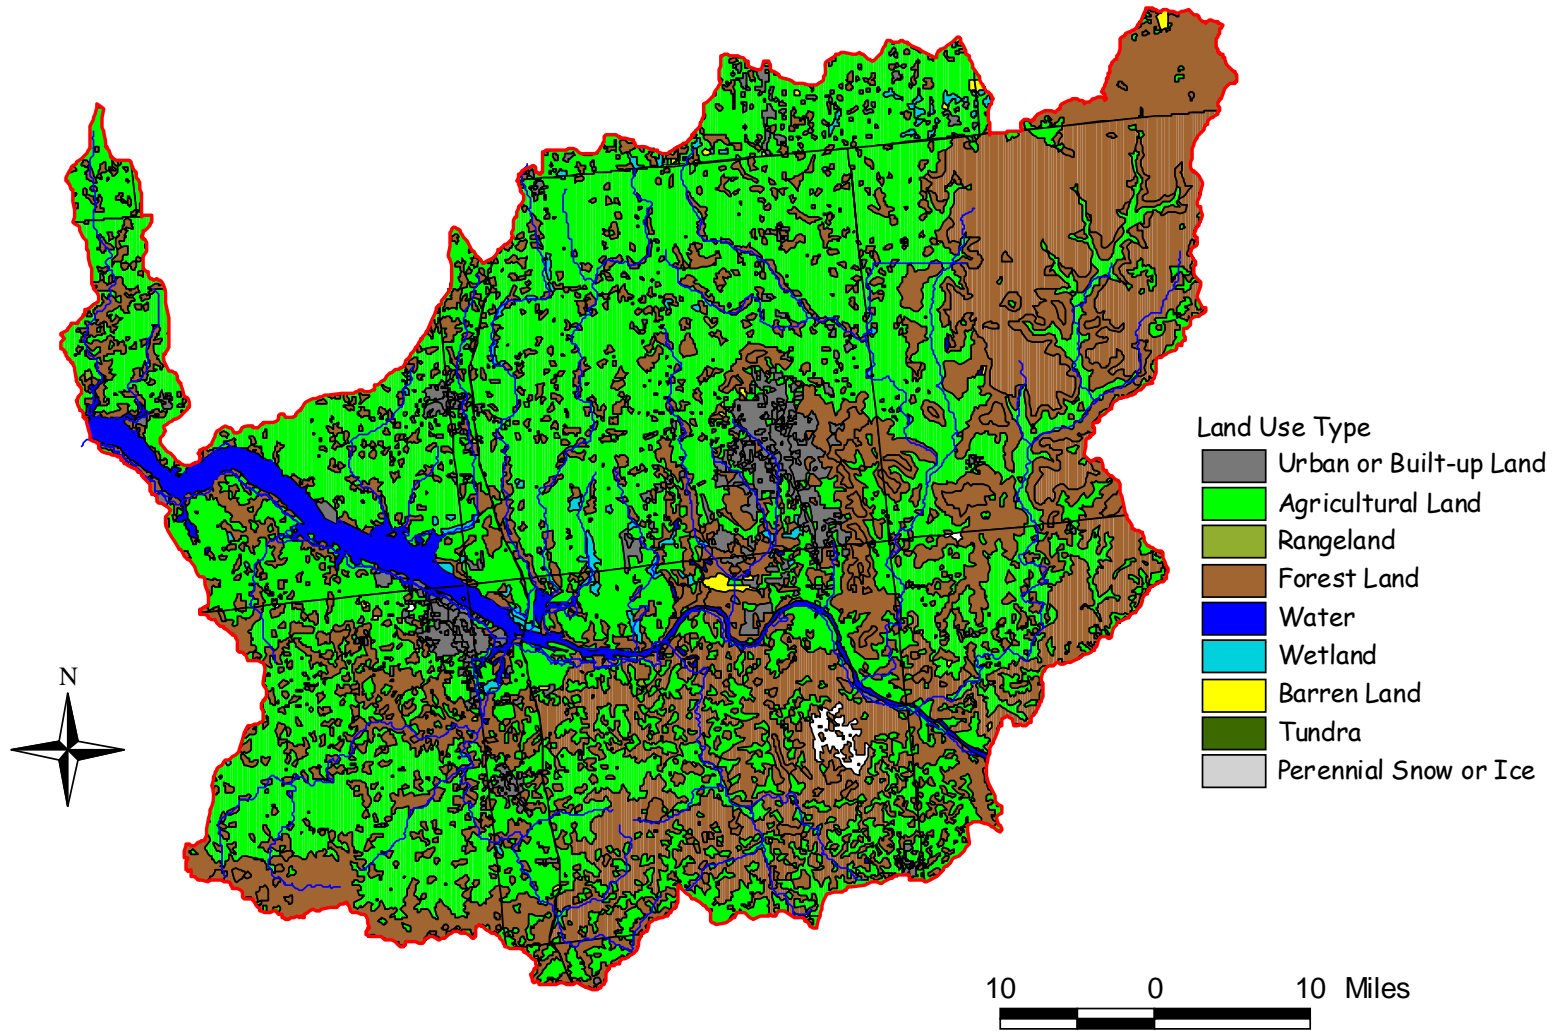 Land Use Type
Urban or Built-up Land
Agricultural Land
Rangeland
Forest Land
Water
Wetland
Barren Land
Tundra
Perennial Snow or Ice
N
10 0 10 Miles